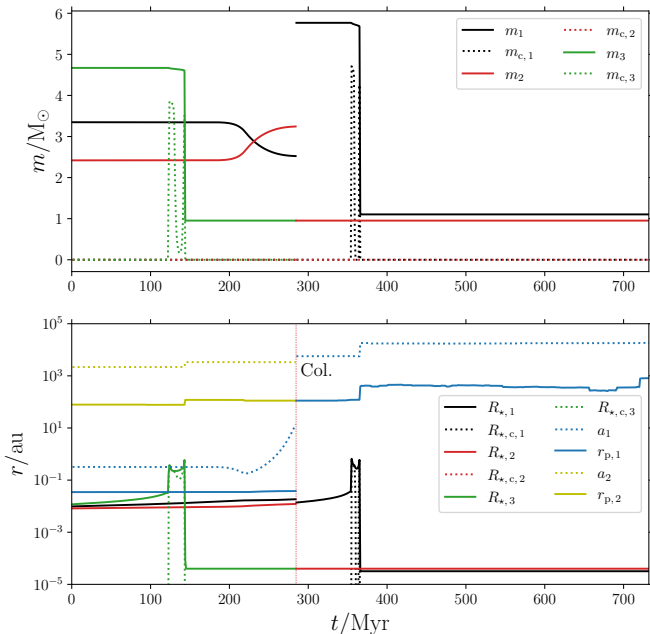 6
5
4
3
2
1
0
m/M⊙
m₁
m_c,1
m₂
m_c,2
m₃
m_c,3
0 100 200 300 400 500 600 700
10⁵
10³
10¹
10⁻¹
10⁻³
10⁻⁵
r/au
Col.
R⋆,1
R⋆,c,1
R⋆,2
R⋆,c,2
R⋆,3
R⋆,c,3
a₁
r_p,1
a₂
r_p,2
0 100 200 300 400 500 600 700
t/Myr